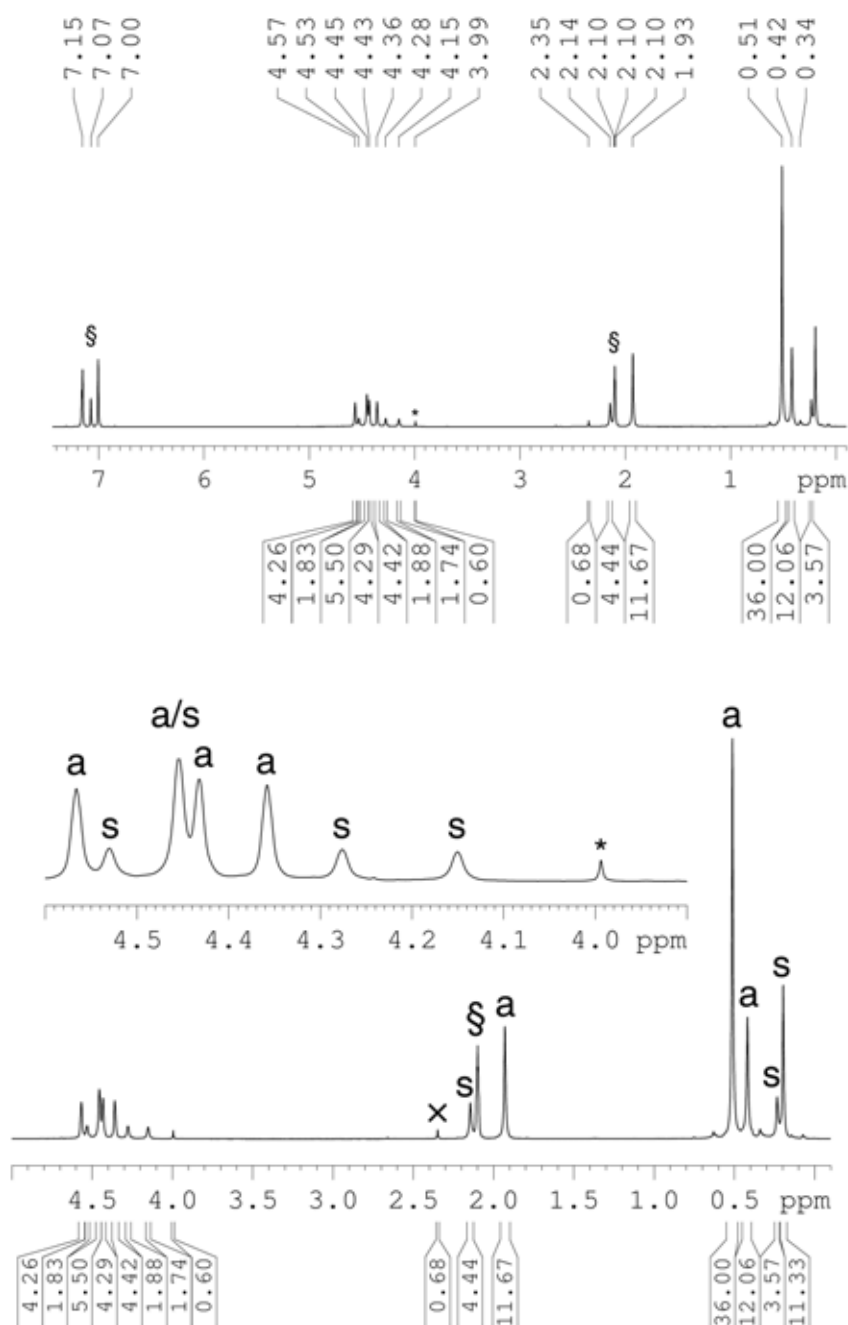 7.15 7.07 7.00 4.57 4.53 4.45 4.43 4.36 4.28 4.15 3.99 2.35 2.14 2.10 2.10 2.10 1.93 0.51 0.42 0.34
§ * §
7 6 5 4 3 2 1 ppm
4.26 1.83 5.50 4.29 4.42 1.88 1.74 0.60 0.68 4.44 11.67 36.00 12.06 3.57
a s a/s a a s s *
4.5 4.4 4.3 4.2 4.1 4.0 ppm
× s § a a a s s
4.5 4.0 3.5 3.0 2.5 2.0 1.5 1.0 0.5 ppm
4.26 1.83 5.50 4.29 4.42 1.88 1.74 0.60 0.68 4.44 11.67 36.00 12.06 3.57 11.33